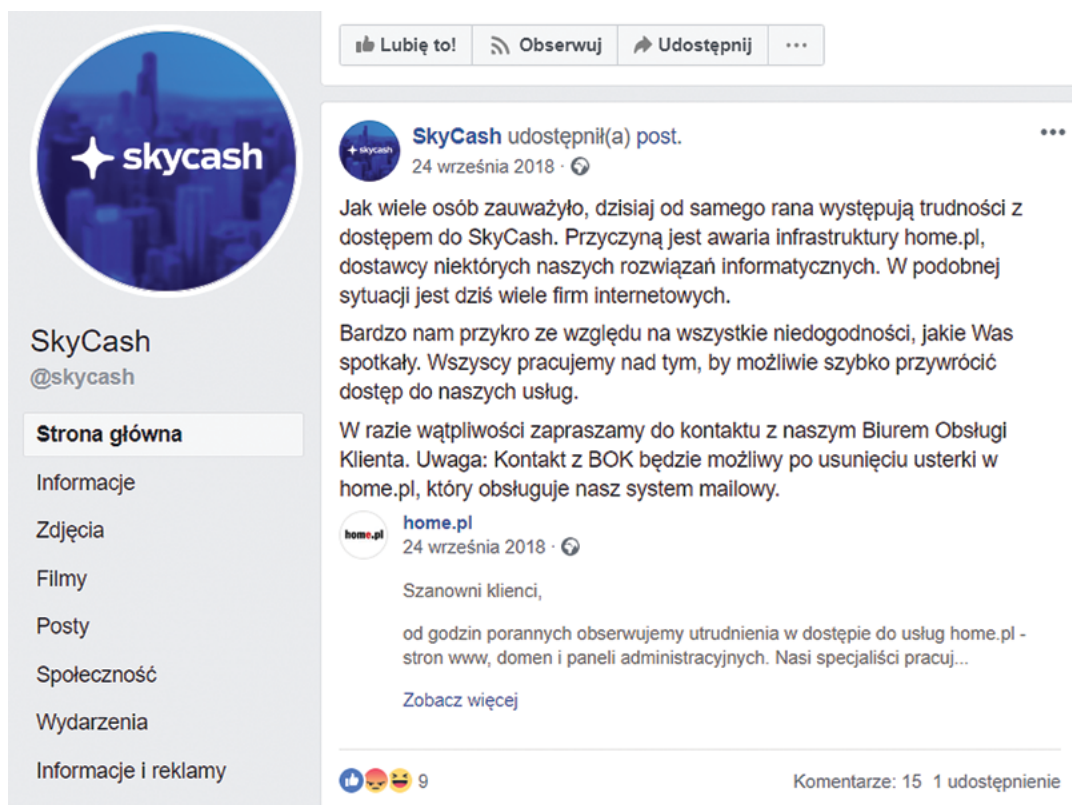 skycash
SkyCash
@skycash
Strona główna
Informacje
Zdjęcia
Filmy
Posty
Społeczność
Wydarzenia
Informacje i reklamy
Lubię to! Obserwuj Udostępnij ...
skycash
SkyCash udostępnił(a) post.
24 września 2018 ·
Jak wiele osób zauważyło, dzisiaj od samego rana występują trudności z
dostępem do SkyCash. Przyczyną jest awaria infrastruktury home.pl,
dostawcy niektórych naszych rozwiązań informatycznych. W podobnej
sytuacji jest dziś wiele firm internetowych.
Bardzo nam przykro ze względu na wszystkie niedogodności, jakie Was
spotkały. Wszyscy pracujemy nad tym, by możliwie szybko przywrócić
dostęp do naszych usług.
W razie wątpliwości zapraszamy do kontaktu z naszym Biurem Obsługi
Klienta. Uwaga: Kontakt z BOK będzie możliwy po usunięciu usterki w
home.pl, który obsługuje nasz system mailowy.
home.pl
home.pl
24 września 2018 ·
Szanowni klienci,
od godzin porannych obserwujemy utrudnienia w dostępie do usług home.pl -
stron www, domen i paneli administracyjnych. Nasi specjaliści pracuj...
Zobacz więcej
9
Komentarze: 15 1 udostępnienie